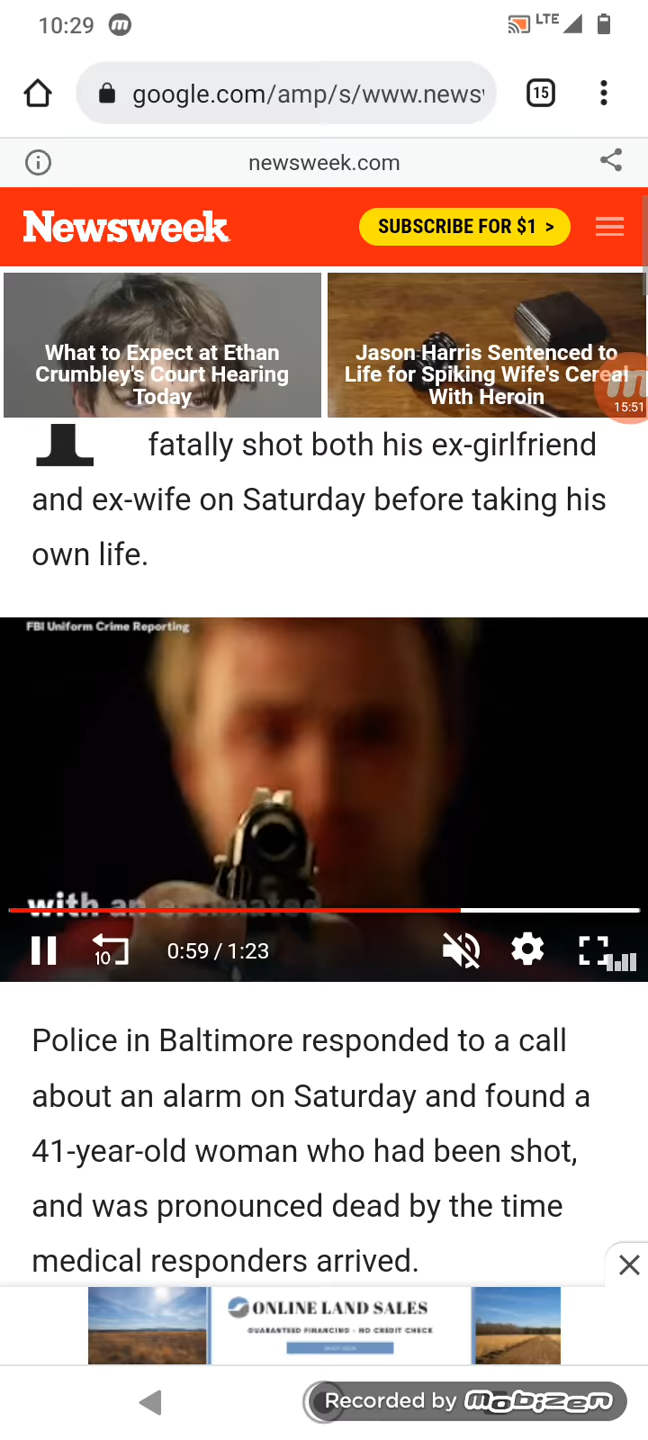 10:29
LTE
google.com/amp/s/www.news
15
newsweek.com
Newsweek
SUBSCRIBE FOR $1 >
What to Expect at Ethan
Crumbley's Court Hearing
Today
Jason Harris Sentenced to
Life for Spiking Wife's Cereal
With Heroin
15:51
fatally shot both his ex-girlfriend
and ex-wife on Saturday before taking his
own life.
FBI Uniform Crime Reporting
with an estimated
10
0:59 / 1:23
Police in Baltimore responded to a call
about an alarm on Saturday and found a
41-year-old woman who had been shot,
and was pronounced dead by the time
medical responders arrived.
ONLINE LAND SALES
GUARANTEED FINANCING - NO CREDIT CHECK
Recorded by mobizen